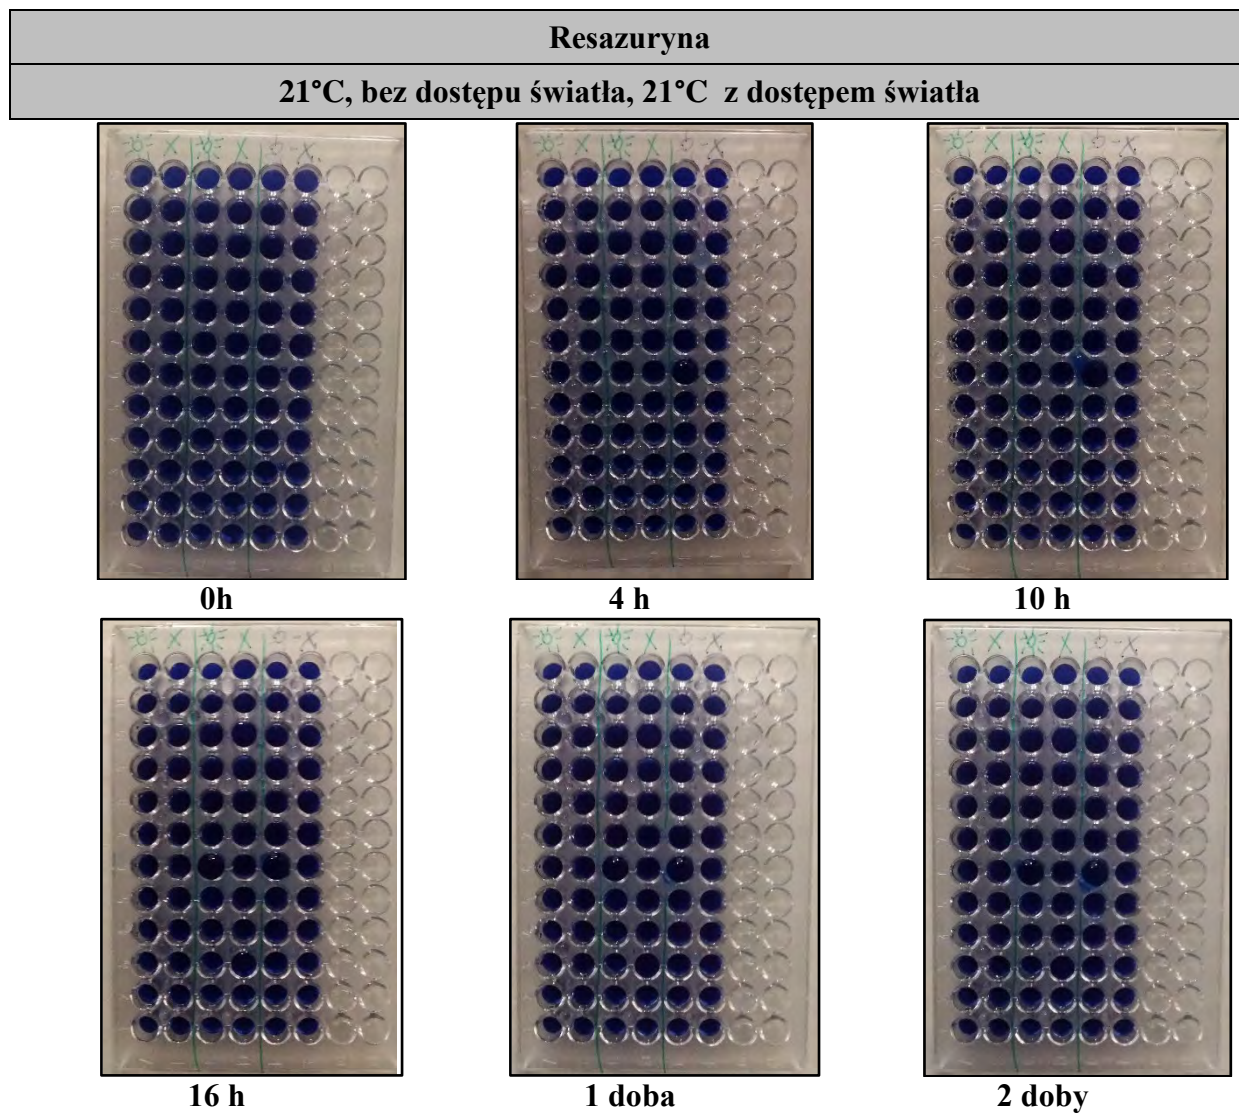 Resazuryna
21°C, bez dostępu światła, 21°C z dostępem światła
0h
4 h
10 h
16 h
1 doba
2 doby